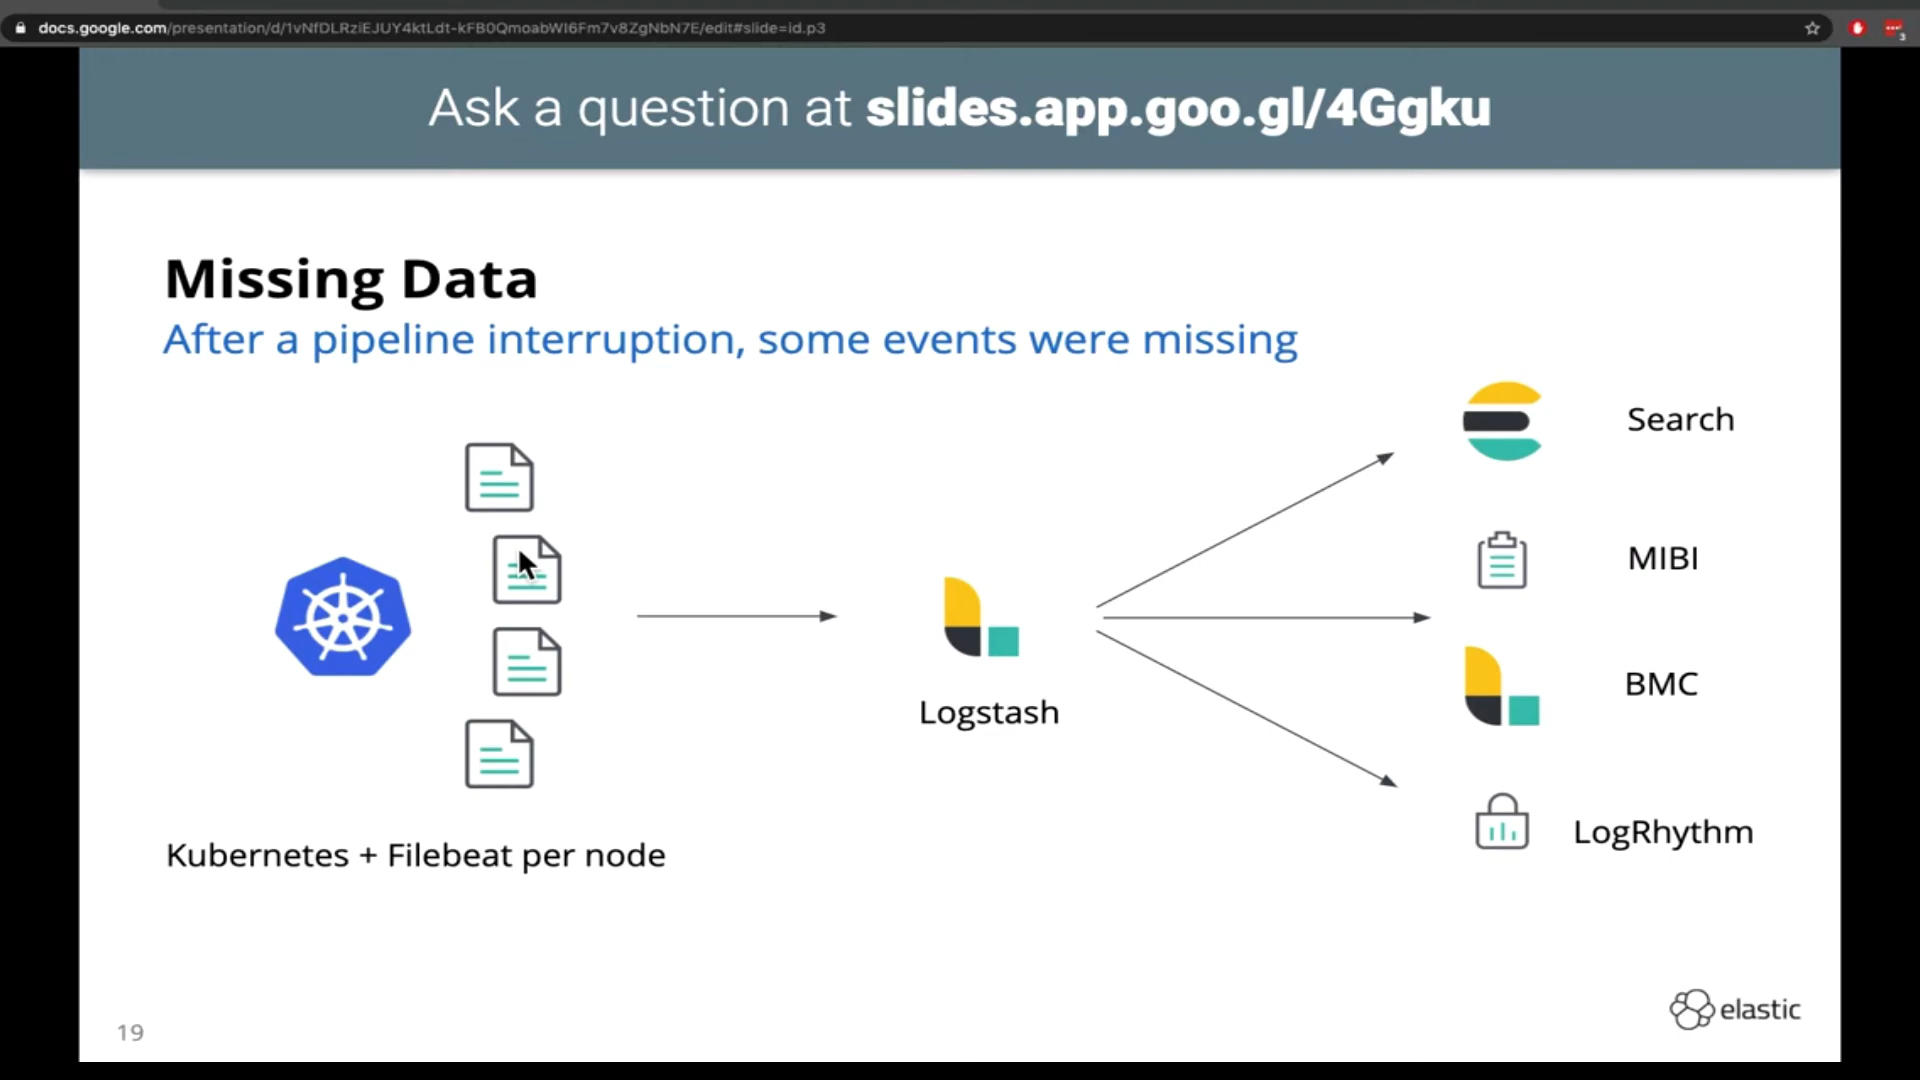 docs.google.com/presentation/d/1vNfDLRziEJUY4ktLdt-kFB0QmoabWI6Fm7v8ZgNbN7E/edit#slide=id.p3
3
Ask a question at slides.app.goo.gl/4Ggku
Missing Data
After a pipeline interruption, some events were missing
Search
MIBI
BMC
Logstash
LogRhythm
Kubernetes + Filebeat per node
elastic
19